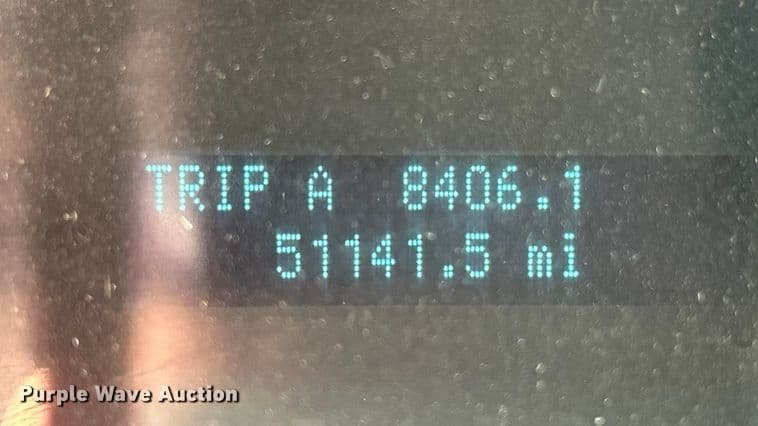 TRIP A 8406.1
51141.5 mi
Purple Wave Auction